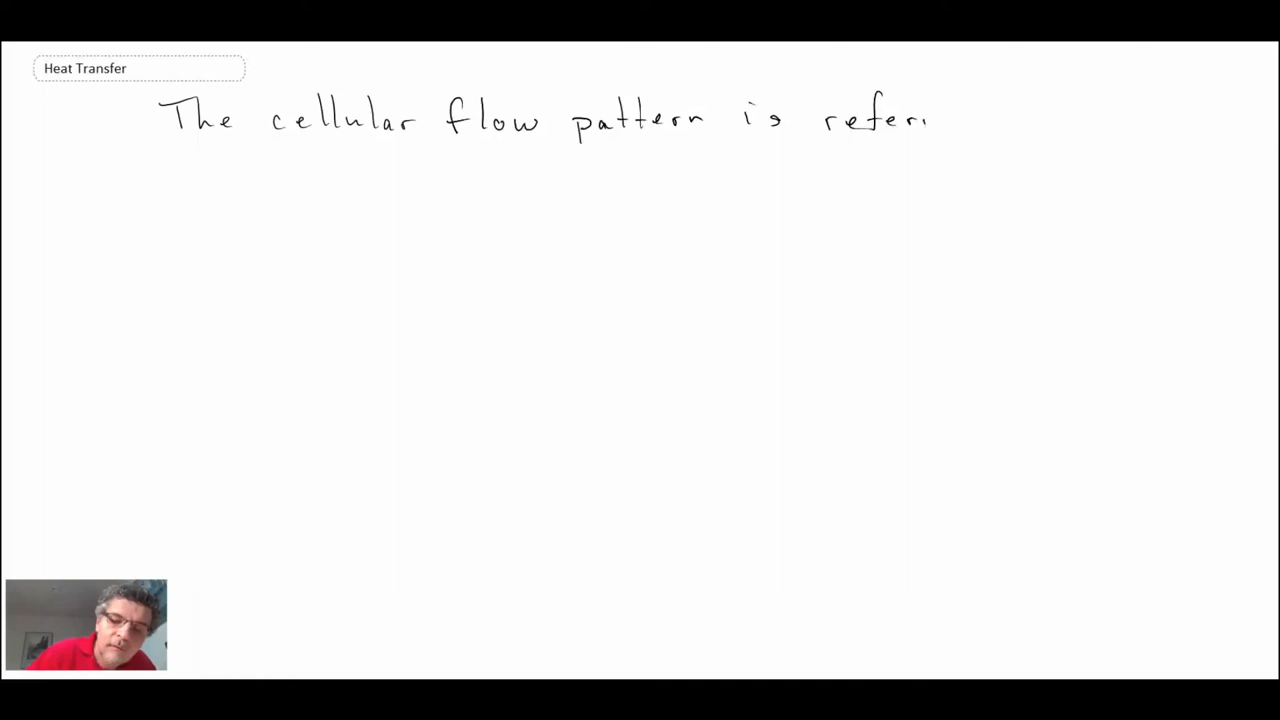 Heat Transfer
The cellular flow pattern is refer